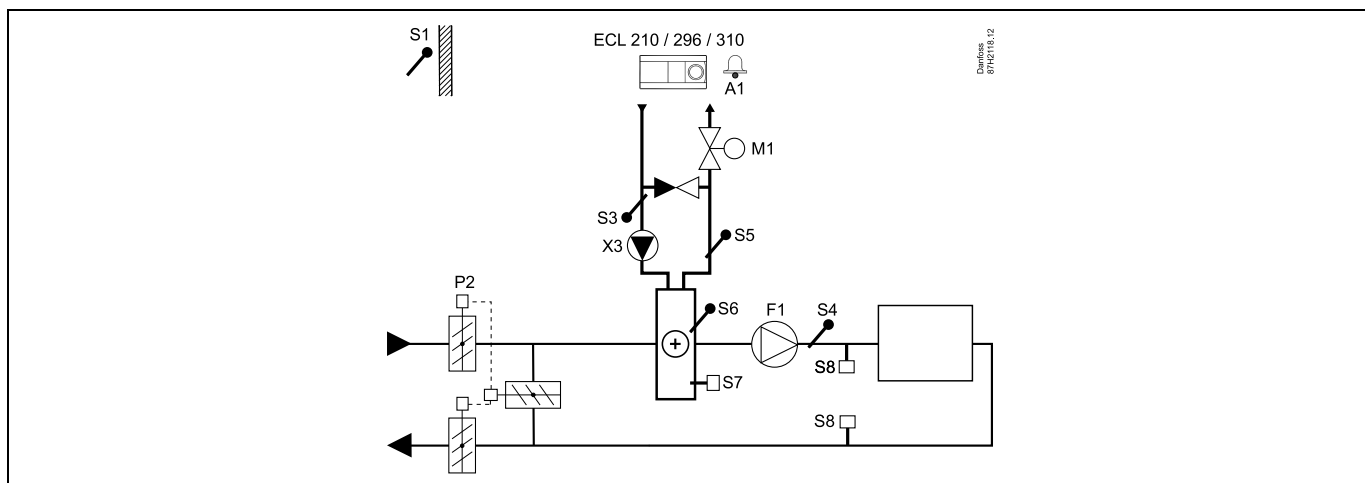 S1
ECL 210 / 296 / 310
A1
Danfoss
87H2118.12
M1
S3
S5
X3
P2
S6
F1
S4
S8
S7
S8